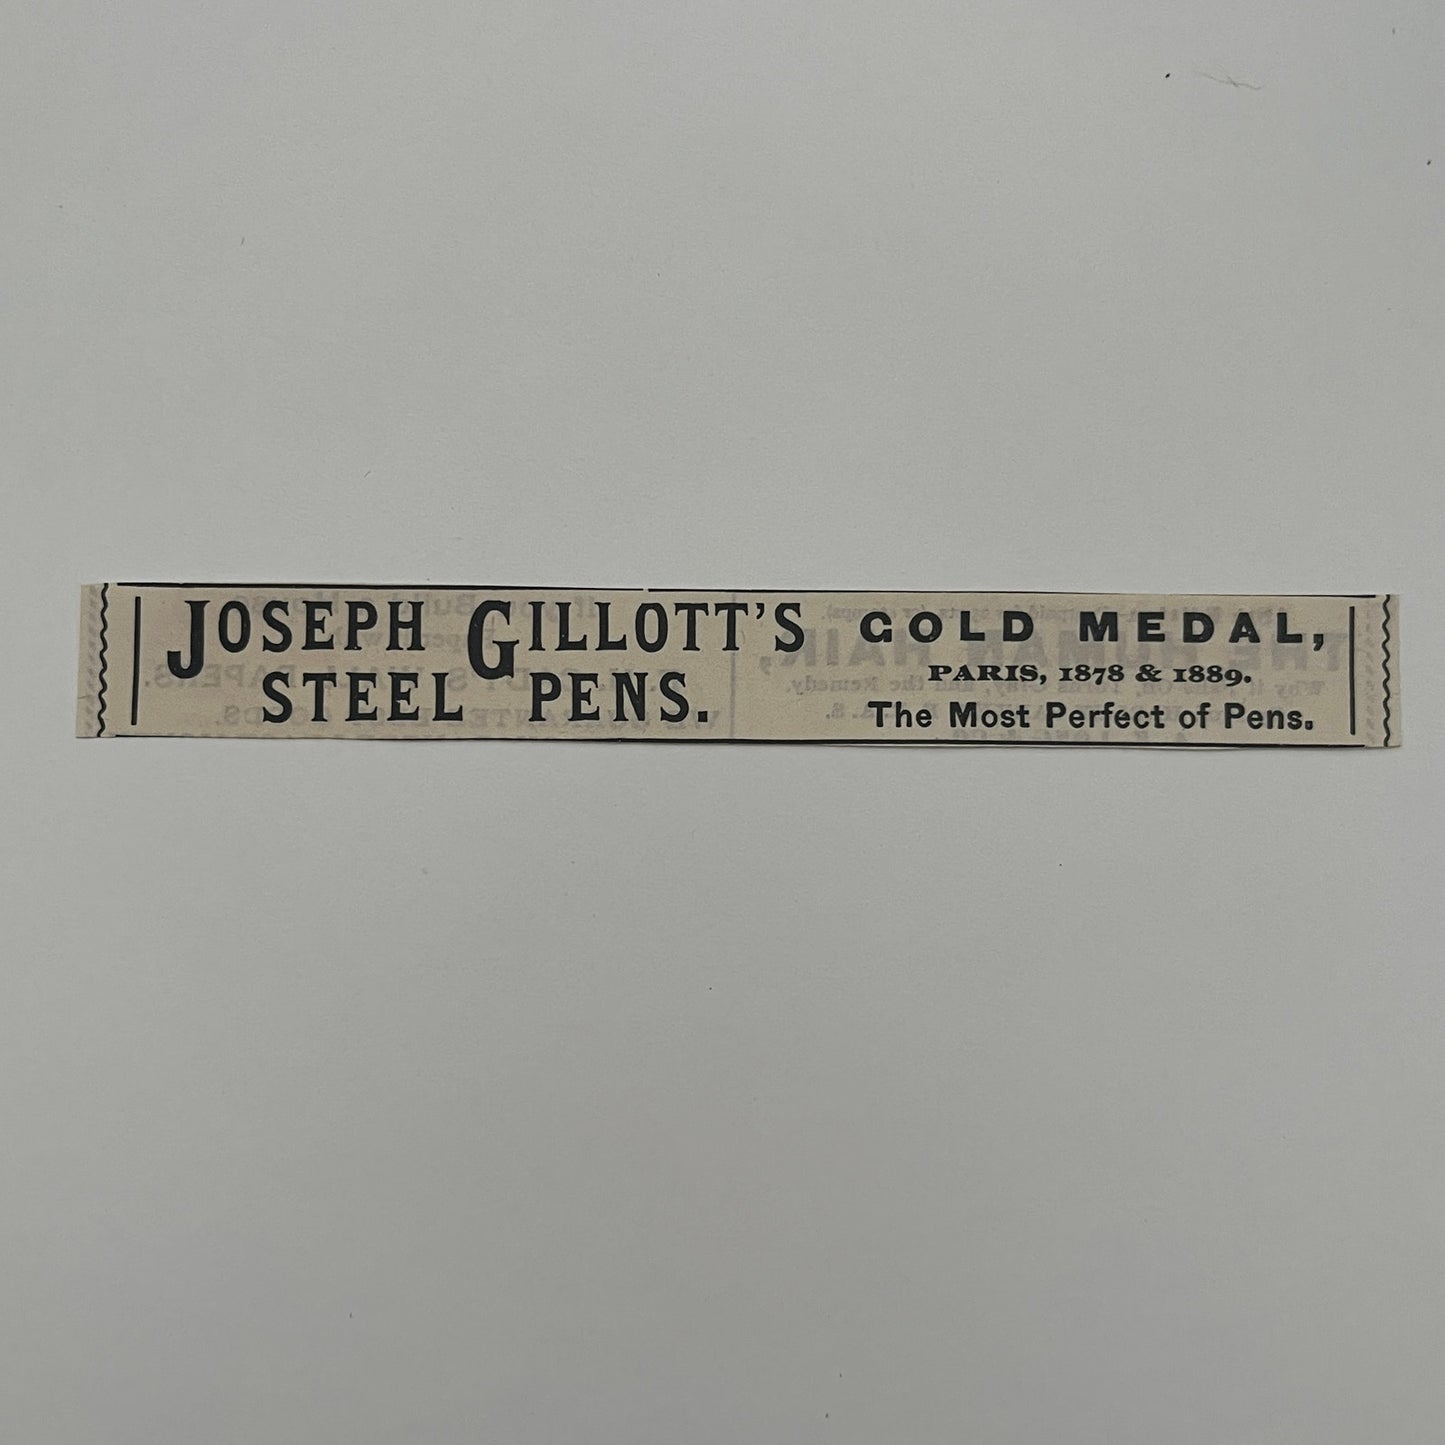 JOSEPH GILLOTT'S
STEEL PENS.
GOLD MEDAL,
PARIS, 1878 & 1889.
The Most Perfect of Pens.